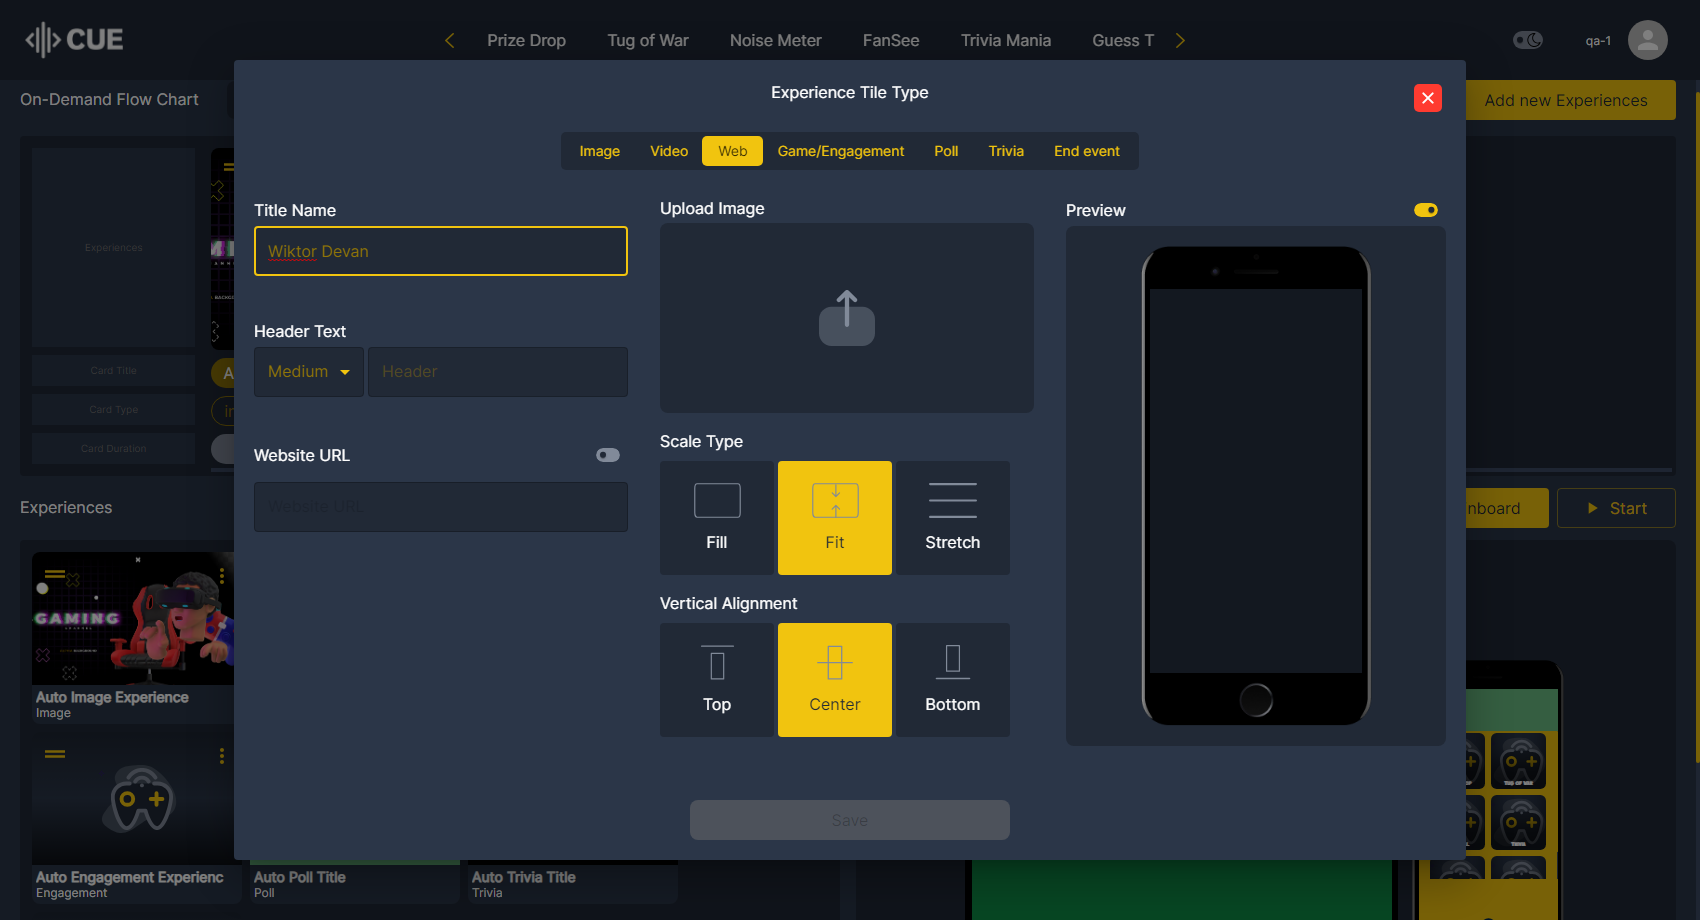 CUE
Prize Drop
Tug of War
Noise Meter
FanSee
Trivia Mania
Guess T
qa-1
On-Demand Flow Chart
Add new Experiences
Experience Tile Type
Image
Video
Web
Game/Engagement
Poll
Trivia
End event
Title Name
Wiktor Devan
Header Text
Medium
Header
Website URL
Website URL
Upload Image
Scale Type
Fill
Fit
Stretch
Vertical Alignment
Top
Center
Bottom
Preview
Save
Experiences
Card Title
Card Type
Card Duration
A
in
Experiences
nboard
Start
GAMING
Auto Image Experience
Image
Auto Engagement Experienc
Engagement
Auto Poll Title
Poll
Auto Trivia Title
Trivia